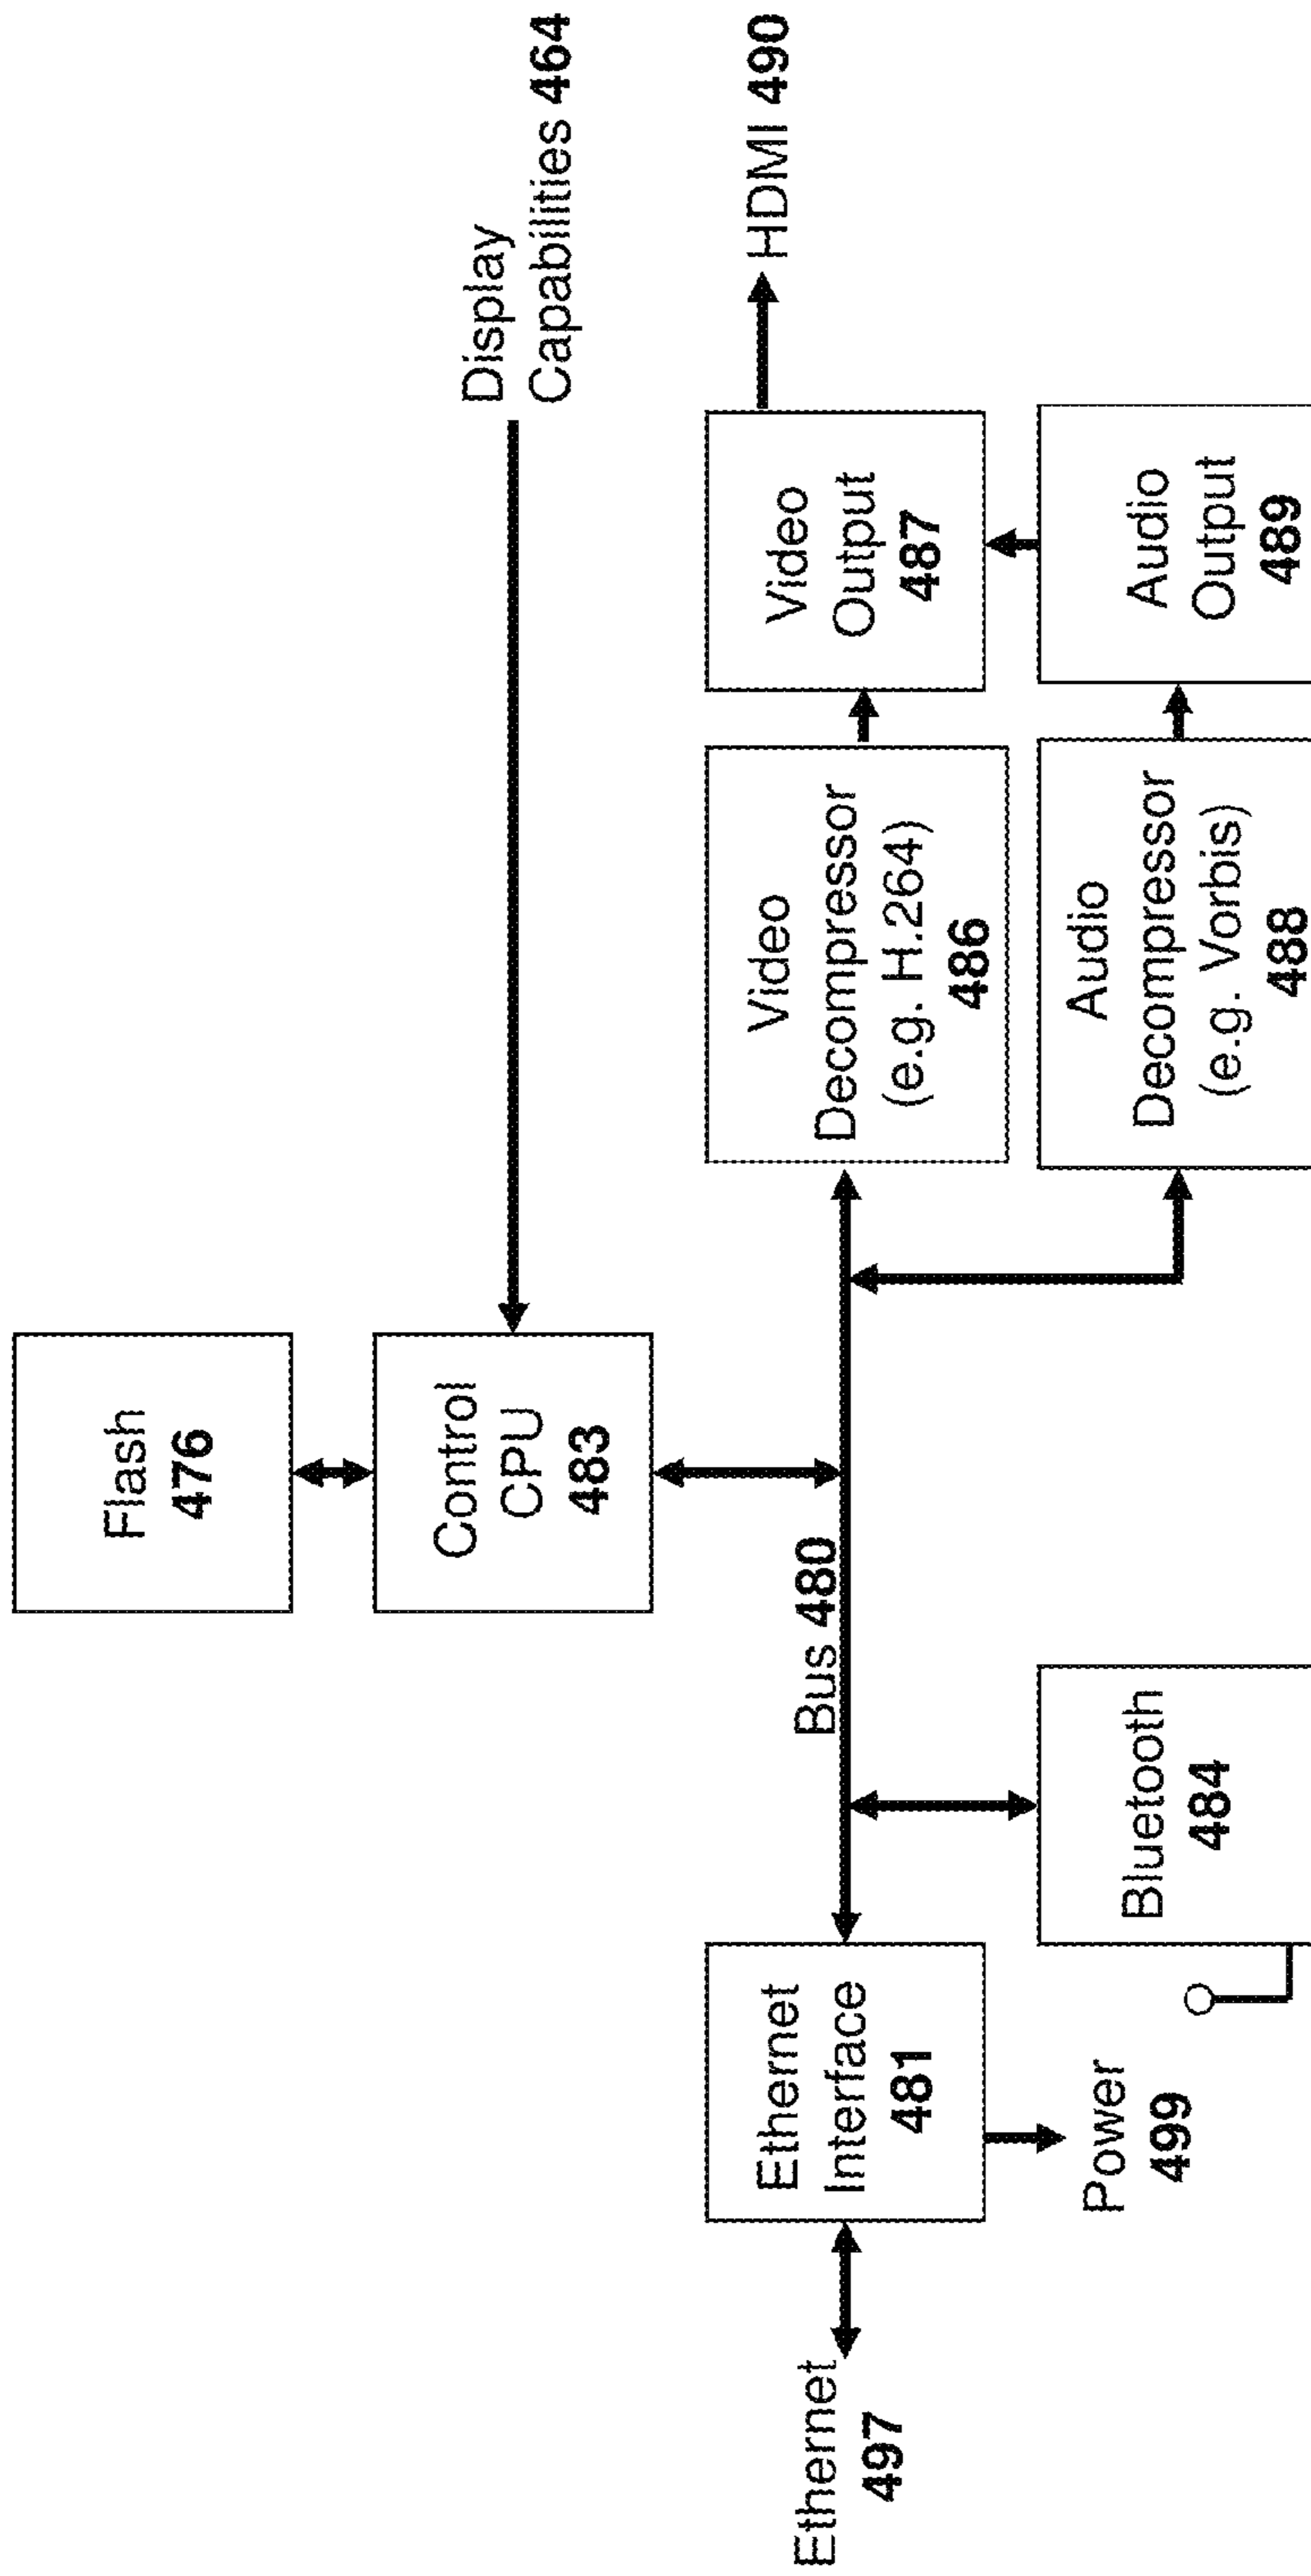 Flash
476
Control
CPU
483
Display
Capabilities 464
Bus 480
Ethernet
497
Ethernet
Interface
481
Video
Decompressor
(e.g. H.264)
486
Video
Output
487
HDMI 490
Power
499
Bluetooth
484
Audio
Decompressor
(e.g. Vorbis)
488
Audio
Output
489